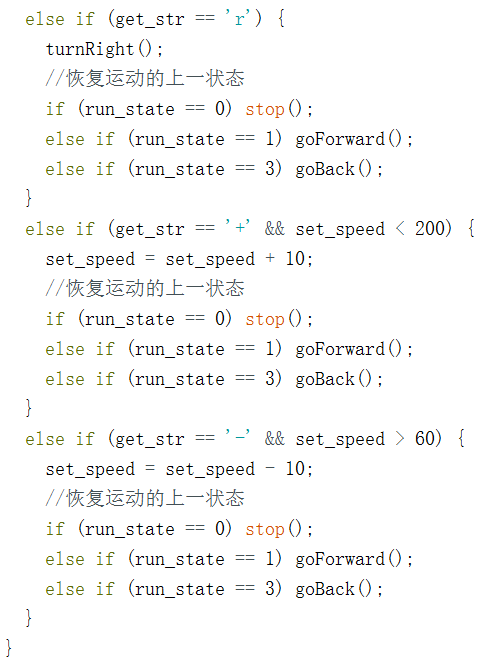 else if (get_str == 'r') {
turnRight();
//恢复运动的上一状态
if (run_state == 0) stop();
else if (run_state == 1) goForward();
else if (run_state == 3) goBack();
}
else if (get_str == '+' && set_speed < 200) {
set_speed = set_speed + 10;
//恢复运动的上一状态
if (run_state == 0) stop();
else if (run_state == 1) goForward();
else if (run_state == 3) goBack();
}
else if (get_str == '-' && set_speed > 60) {
set_speed = set_speed - 10;
//恢复运动的上一状态
if (run_state == 0) stop();
else if (run_state == 1) goForward();
else if (run_state == 3) goBack();
}
}